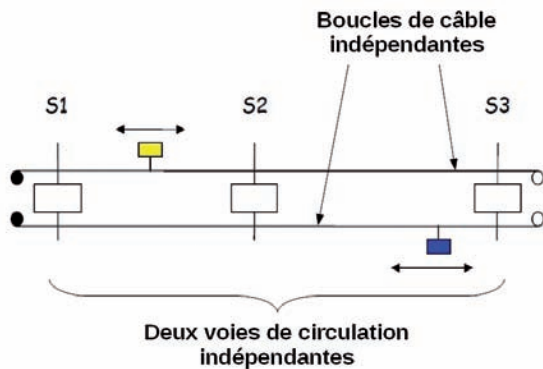 Boucles de câble
indépendantes
S1
S2
S3
Deux voies de circulation
indépendantes